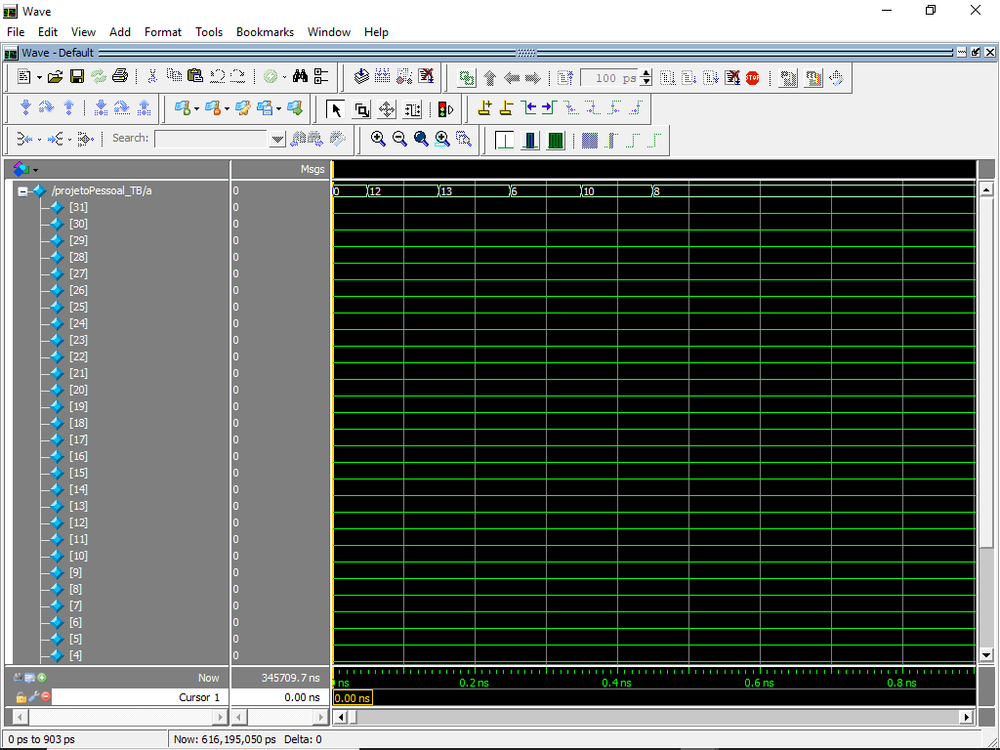 Wave
File Edit View Add Format Tools Bookmarks Window Help
Wave - Default
100 ps
STOP
Search:
Msgs
/projetoPessoal_TB/a 0 0 12 13 6 10 8
[31] 0
[30] 0
[29] 0
[28] 0
[27] 0
[26] 0
[25] 0
[24] 0
[23] 0
[22] 0
[21] 0
[20] 0
[19] 0
[18] 0
[17] 0
[16] 0
[15] 0
[14] 0
[13] 0
[12] 0
[11] 0
[10] 0
[9] 0
[8] 0
[7] 0
[6] 0
[5] 0
[4] 0
Now 345709.7 ns ns 0.2 ns 0.4 ns 0.6 ns 0.8 ns
Cursor 1 0.00 ns 0.00 ns
0 ps to 903 ps Now: 616,195,050 ps Delta: 0